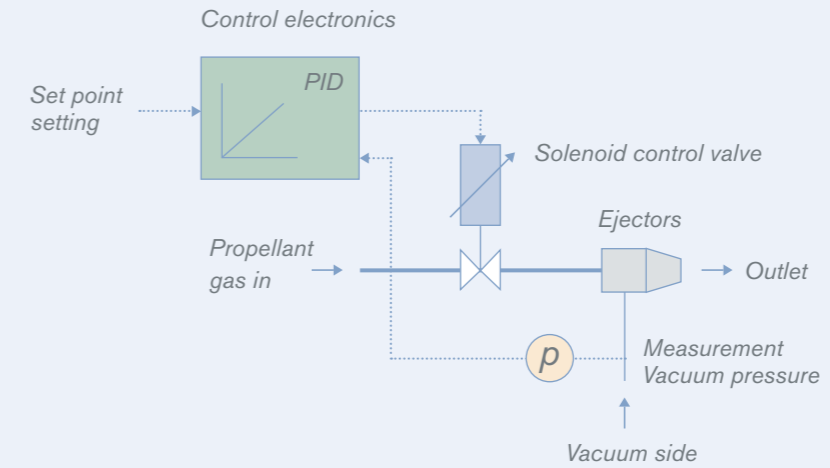 Control electronics
PID
Set point
setting
Solenoid control valve
Ejectors
Propellant
gas in
Outlet
p
Measurement
Vacuum pressure
Vacuum side